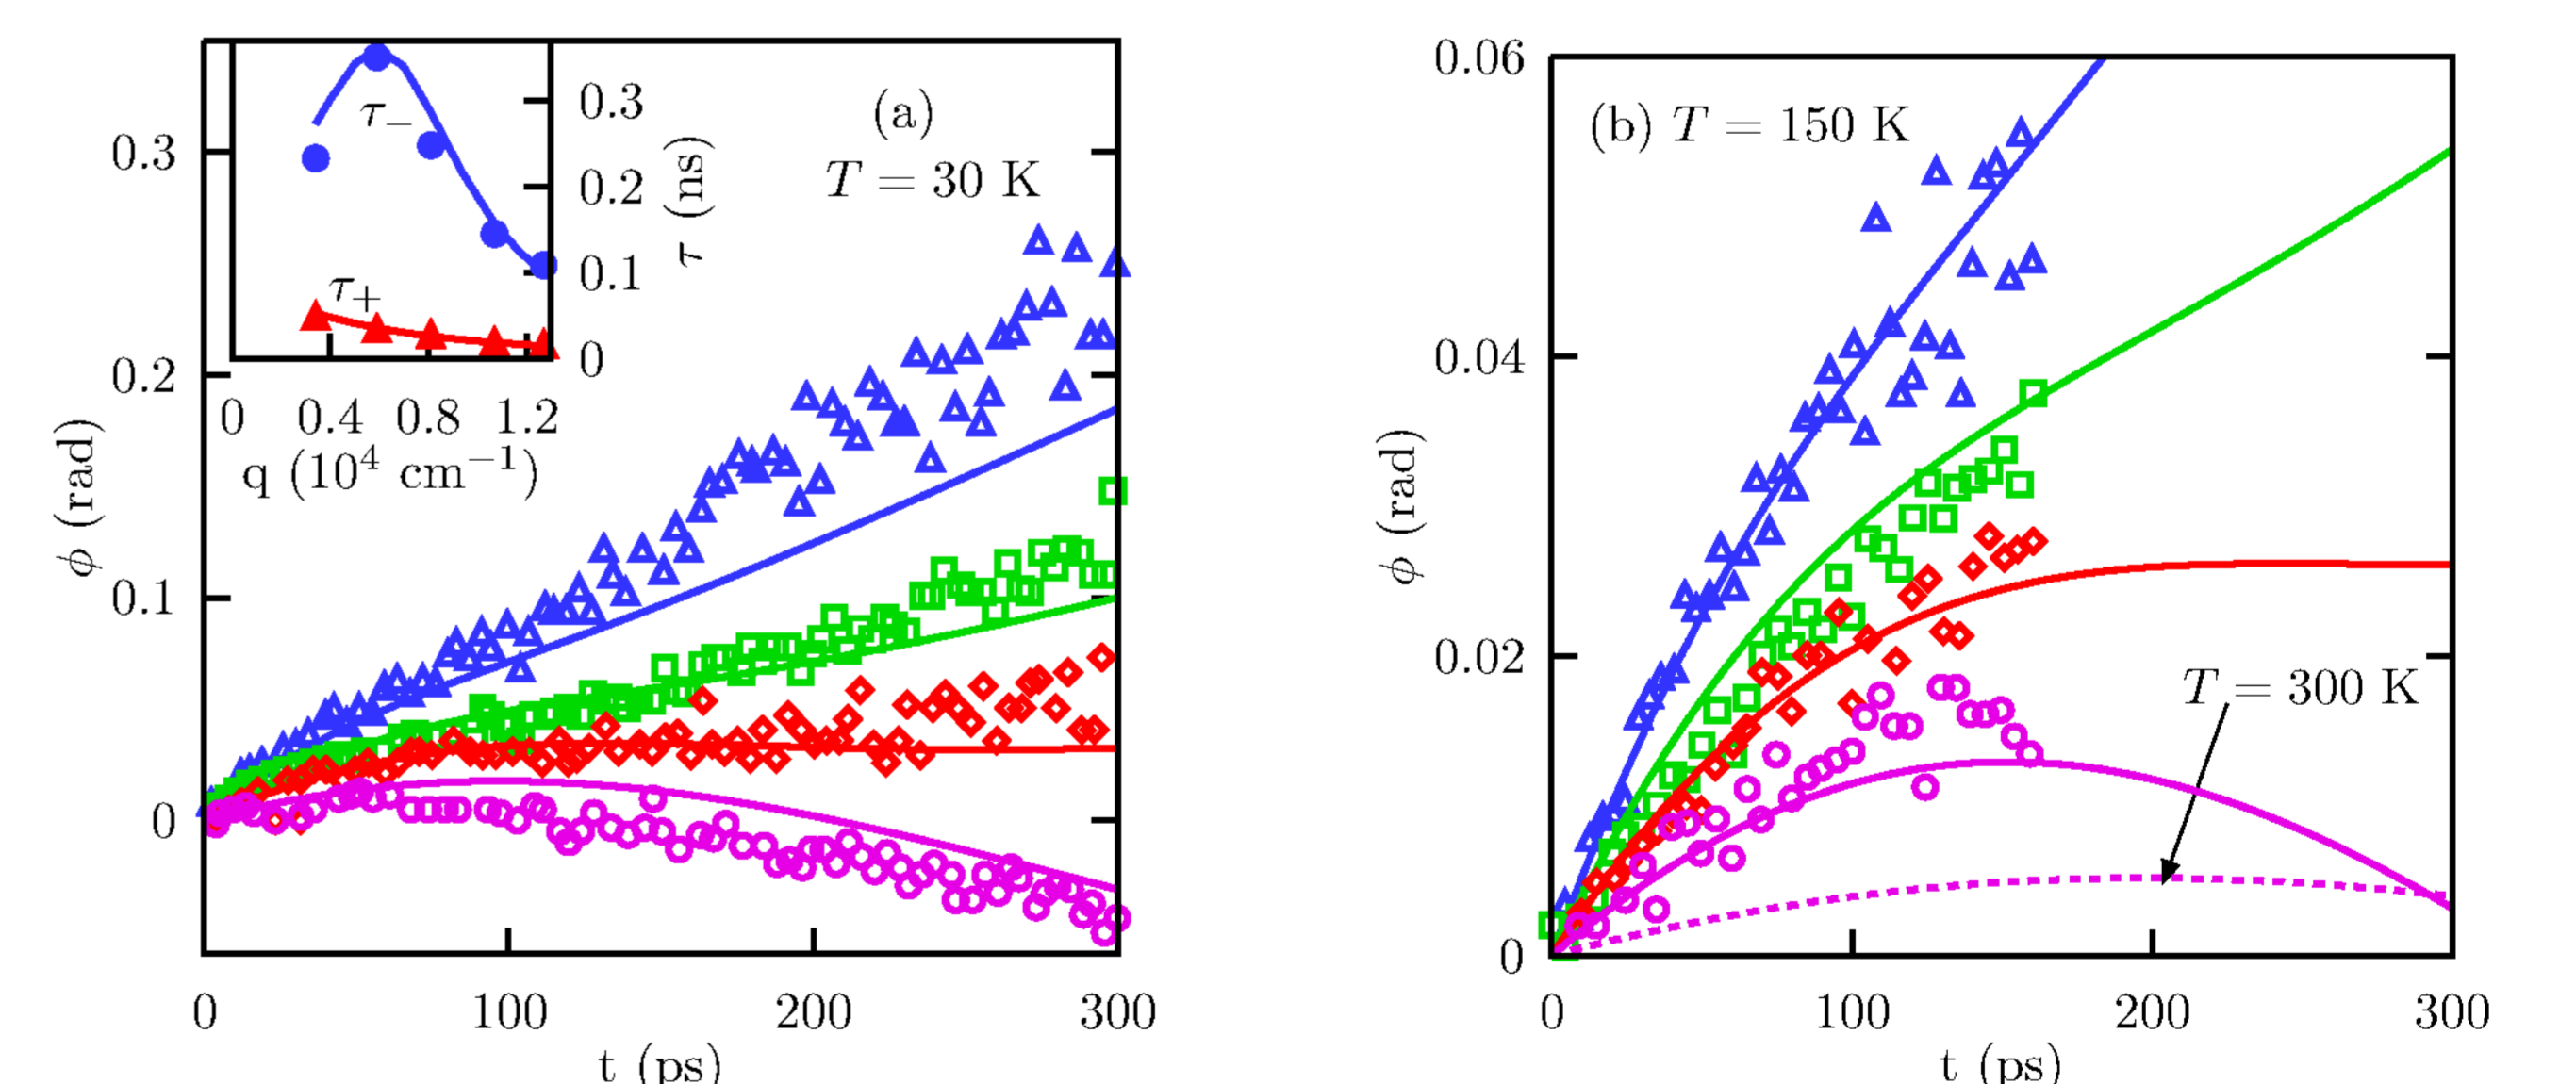 (a)
T = 30 K
0.3
0.2
0.1
0
ϕ (rad)
0 100 200 300
t (ps)
τ−
τ+
0.3
0.2
0.1
0
τ (ns)
0 0.4 0.8 1.2
q (10⁴ cm⁻¹)
(b) T = 150 K
0.06
0.04
0.02
0
ϕ (rad)
T = 300 K
0 100 200 300
t (ps)